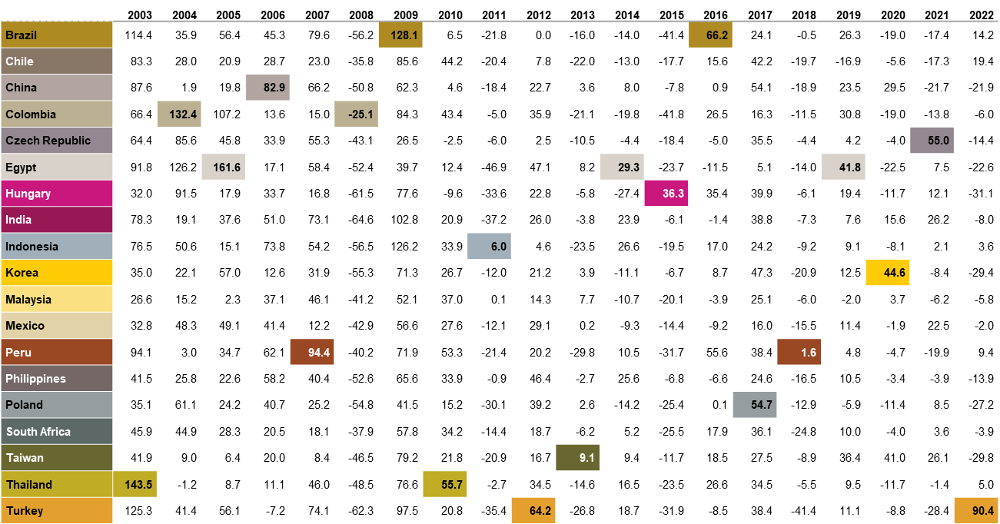 2003 2004 2005 2006 2007 2008 2009 2010 2011 2012 2013 2014 2015 2016 2017 2018 2019 2020 2021 2022
Brazil 114.4 35.9 56.4 45.3 79.6 -56.2 128.1 6.5 -21.8 0.0 -16.0 -14.0 -41.4 66.2 24.1 -0.5 26.3 -19.0 -17.4 14.2
Chile 83.3 28.0 20.9 28.7 23.0 -35.8 85.6 44.2 -20.4 7.8 -22.0 -13.0 -17.7 15.6 42.2 -19.7 -16.9 -5.6 -17.3 19.4
China 87.6 1.9 19.8 82.9 66.2 -50.8 62.3 4.6 -18.4 22.7 3.6 8.0 -7.8 0.9 54.1 -18.9 23.5 29.5 -21.7 -21.9
Colombia 66.4 132.4 107.2 13.6 15.0 -25.1 84.3 43.4 -5.0 35.9 -21.1 -19.8 -41.8 26.5 16.3 -11.5 30.8 -19.0 -13.8 -6.0
Czech Republic 64.4 85.6 45.8 33.9 55.3 -43.1 26.5 -2.5 -6.0 2.5 -10.5 -4.4 -18.4 -5.0 35.5 -4.4 4.2 -4.0 55.0 -14.4
Egypt 91.8 126.2 161.6 17.1 58.4 -52.4 39.7 12.4 -46.9 47.1 8.2 29.3 -23.7 -11.5 5.1 -14.0 41.8 -22.5 7.5 -22.6
Hungary 32.0 91.5 17.9 33.7 16.8 -61.5 77.6 -9.6 -33.6 22.8 -5.8 -27.4 36.3 35.4 39.9 -6.1 19.4 -11.7 12.1 -31.1
India 78.3 19.1 37.6 51.0 73.1 -64.6 102.8 20.9 -37.2 26.0 -3.8 23.9 -6.1 -1.4 38.8 -7.3 7.6 15.6 26.2 -8.0
Indonesia 76.5 50.6 15.1 73.8 54.2 -56.5 126.2 33.9 6.0 4.6 -23.5 26.6 -19.5 17.0 24.2 -9.2 9.1 -8.1 2.1 3.6
Korea 35.0 22.1 57.0 12.6 31.9 -55.3 71.3 26.7 -12.0 21.2 3.9 -11.1 -6.7 8.7 47.3 -20.9 12.5 44.6 -8.4 -29.4
Malaysia 26.6 15.2 2.3 37.1 46.1 -41.2 52.1 37.0 0.1 14.3 7.7 -10.7 -20.1 -3.9 25.1 -6.0 -2.0 3.7 -6.2 -5.8
Mexico 32.8 48.3 49.1 41.4 12.2 -42.9 56.6 27.6 -12.1 29.1 0.2 -9.3 -14.4 -9.2 16.0 -15.5 11.4 -1.9 22.5 -2.0
Peru 94.1 3.0 34.7 62.1 94.4 -40.2 71.9 53.3 -21.4 20.2 -29.8 10.5 -31.7 55.6 38.4 1.6 4.8 -4.7 -19.9 9.4
Philippines 41.5 25.8 22.6 58.2 40.4 -52.6 65.6 33.9 -0.9 46.4 -2.7 25.6 -6.8 -6.6 24.6 -16.5 10.5 -3.4 -3.9 -13.9
Poland 35.1 61.1 24.2 40.7 25.2 -54.8 41.5 15.2 -30.1 39.2 2.6 -14.2 -25.4 0.1 54.7 -12.9 -5.9 -11.4 8.5 -27.2
South Africa 45.9 44.9 28.3 20.5 18.1 -37.9 57.8 34.2 -14.4 18.7 -6.2 5.2 -25.5 17.9 36.1 -24.8 10.0 -4.0 3.6 -3.9
Taiwan 41.9 9.0 6.4 20.0 8.4 -46.5 79.2 21.8 -20.9 16.7 9.1 9.4 -11.7 18.5 27.5 -8.9 36.4 41.0 26.1 -29.8
Thailand 143.5 -1.2 8.7 11.1 46.0 -48.5 76.6 55.7 -2.7 34.5 -14.6 16.5 -23.5 26.6 34.5 -5.5 9.5 -11.7 -1.4 5.0
Turkey 125.3 41.4 56.1 -7.2 74.1 -62.3 97.5 20.8 -35.4 64.2 -26.8 18.7 -31.9 -8.5 38.4 -41.4 11.1 -8.8 -28.4 90.4